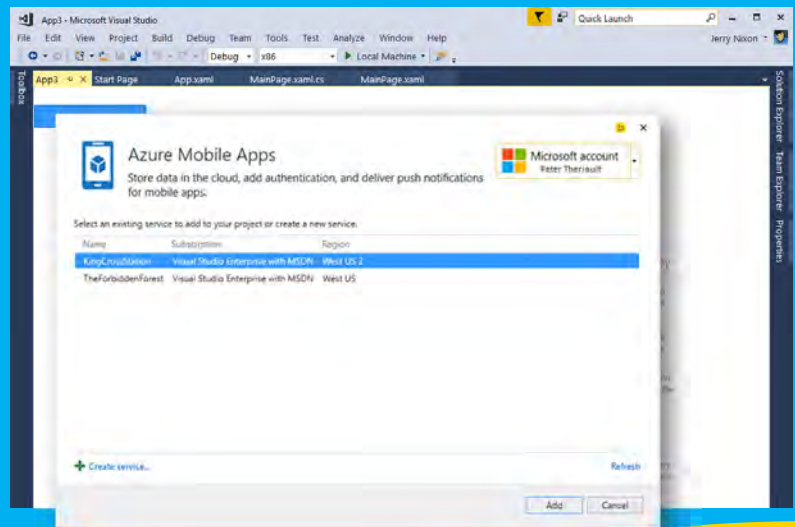 App3 - Microsoft Visual Studio
Quick Launch
File Edit View Project Build Debug Team Tools Test Analyze Window Help
Jerry Nixon
Debug x86 Local Machine
App3 Start Page App.xaml MainPage.xaml.cs MainPage.xaml
Toolbox
Solution Explorer Team Explorer Properties
Azure Mobile Apps
Store data in the cloud, add authentication, and deliver push notifications
for mobile apps.
Microsoft account
Peter Theriault
Select an existing service to add to your project or create a new service.
Name Subscription Region
KingCrossStation Visual Studio Enterprise with MSDN West US 2
TheForbiddenForest Visual Studio Enterprise with MSDN West US
Create service...
Refresh
Add Cancel